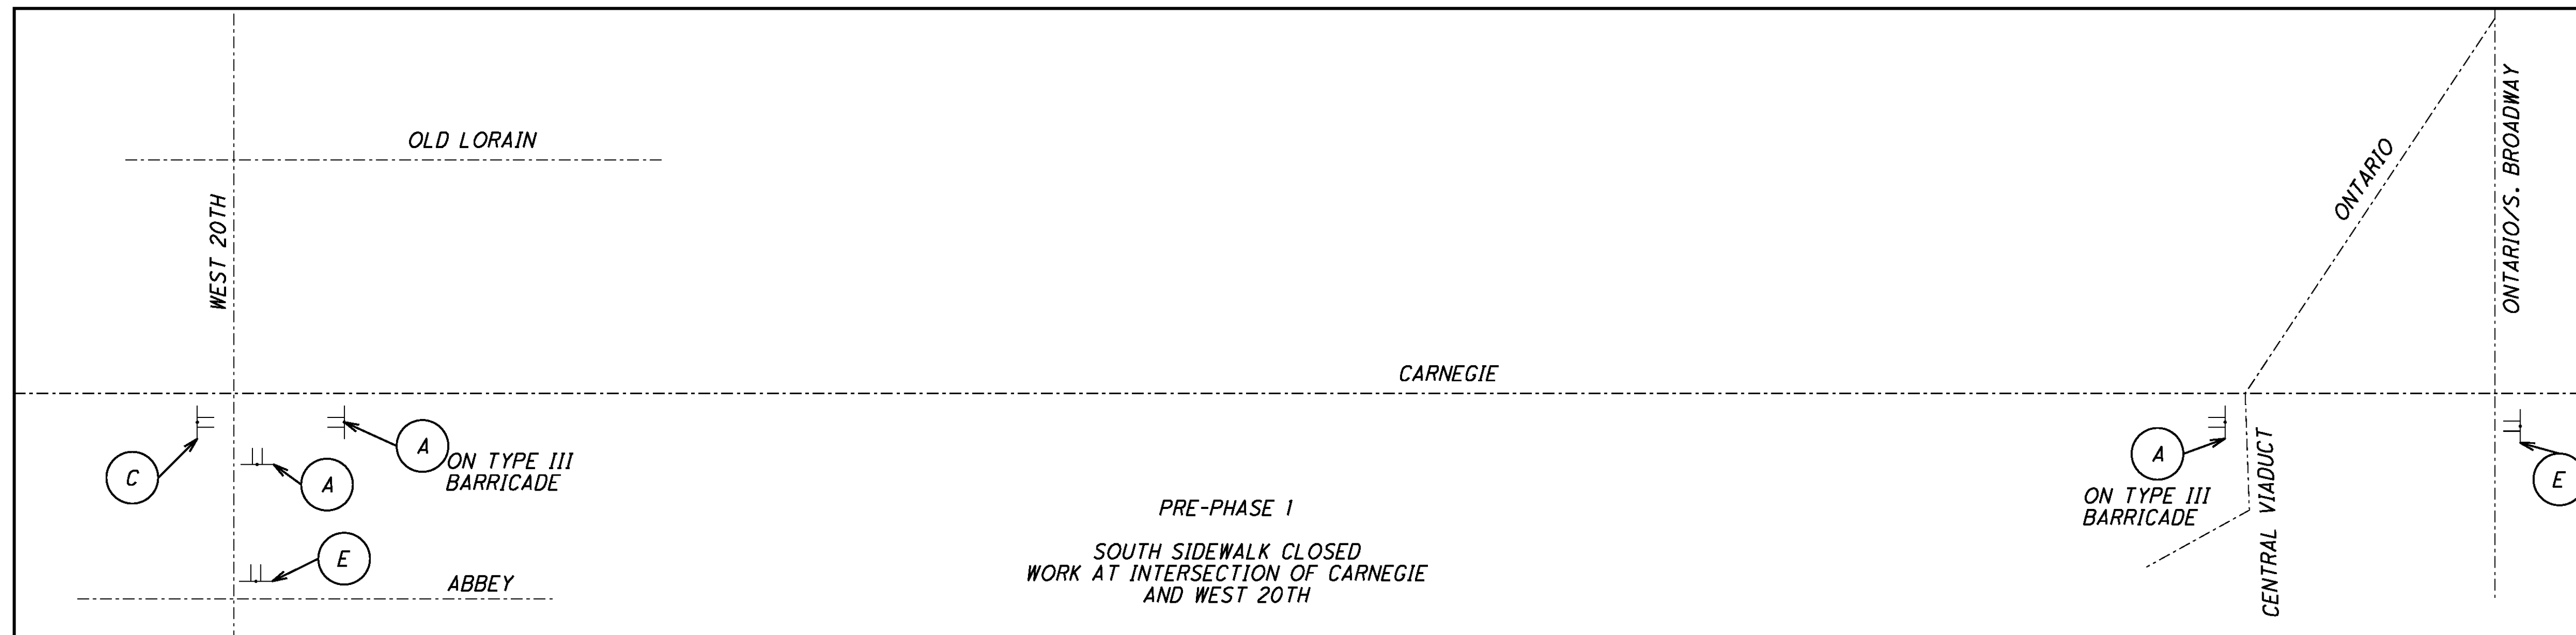 OLD LORAIN
WEST 20TH
ONTARIO
ONTARIO/S. BROADWAY
CARNEGIE
C
A
A
ON TYPE III
BARRICADE
E
ABBEY
PRE-PHASE 1
SOUTH SIDEWALK CLOSED
WORK AT INTERSECTION OF CARNEGIE
AND WEST 20TH
A
ON TYPE III
BARRICADE
CENTRAL VIADUCT
E